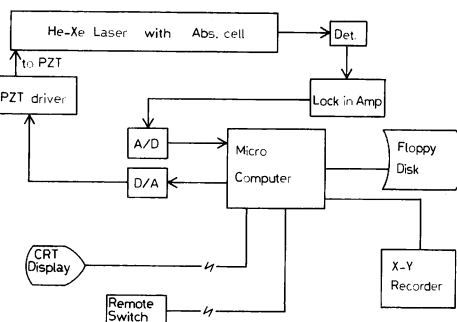 He-Xe Laser with Abs. cell
Det.
to PZT
PZT driver
Lock in Amp
A/D
Micro
Computer
D/A
Floppy
Disk
CRT
Display
X-Y
Recorder
Remote
Switch